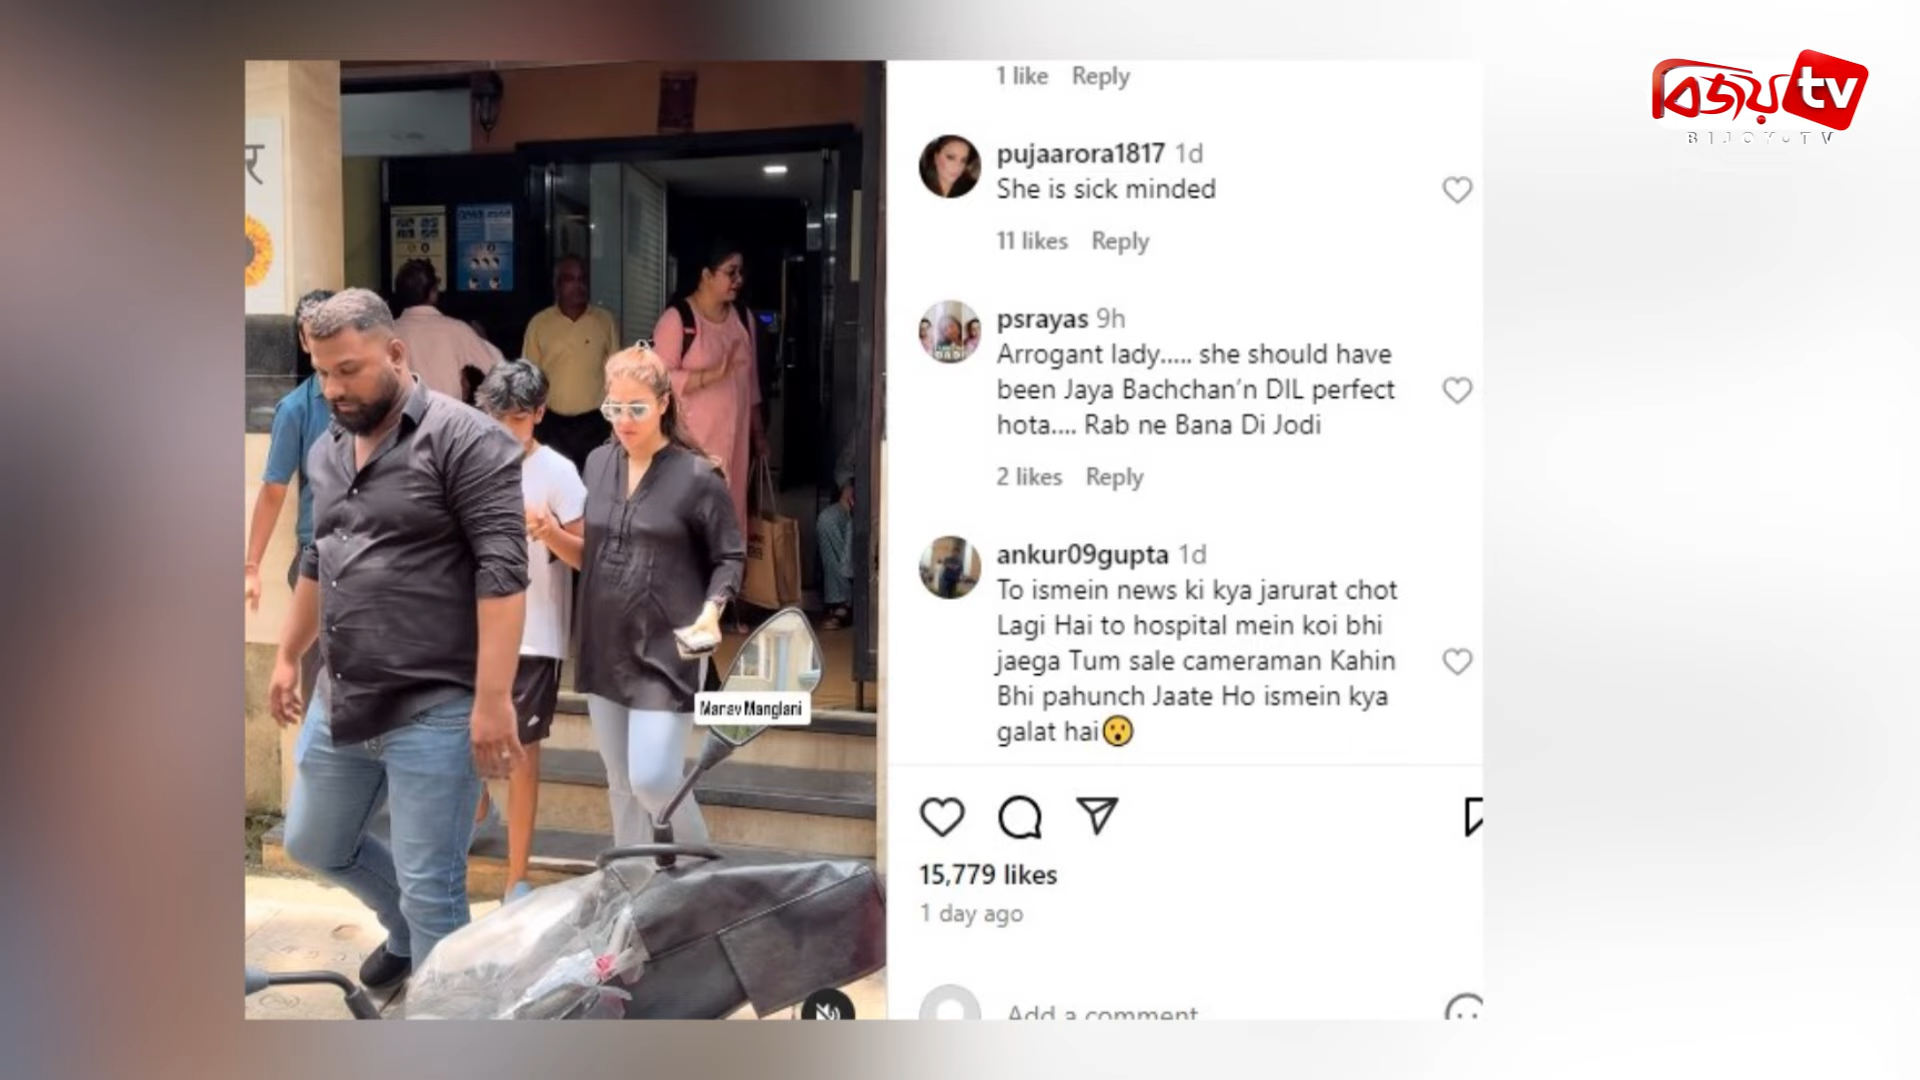 বিজয় tv
BIJOY TV
र
Manav Manglani
1 like Reply
pujaarora1817 1d
She is sick minded
11 likes Reply
psrayas 9h
Arrogant lady..... she should have
been Jaya Bachchan'n DIL perfect
hota.... Rab ne Bana Di Jodi
2 likes Reply
ankur09gupta 1d
To ismein news ki kya jarurat chot
Lagi Hai to hospital mein koi bhi
jaega Tum sale cameraman Kahin
Bhi pahunch Jaate Ho ismein kya
galat hai😮
15,779 likes
1 day ago
Add a comment